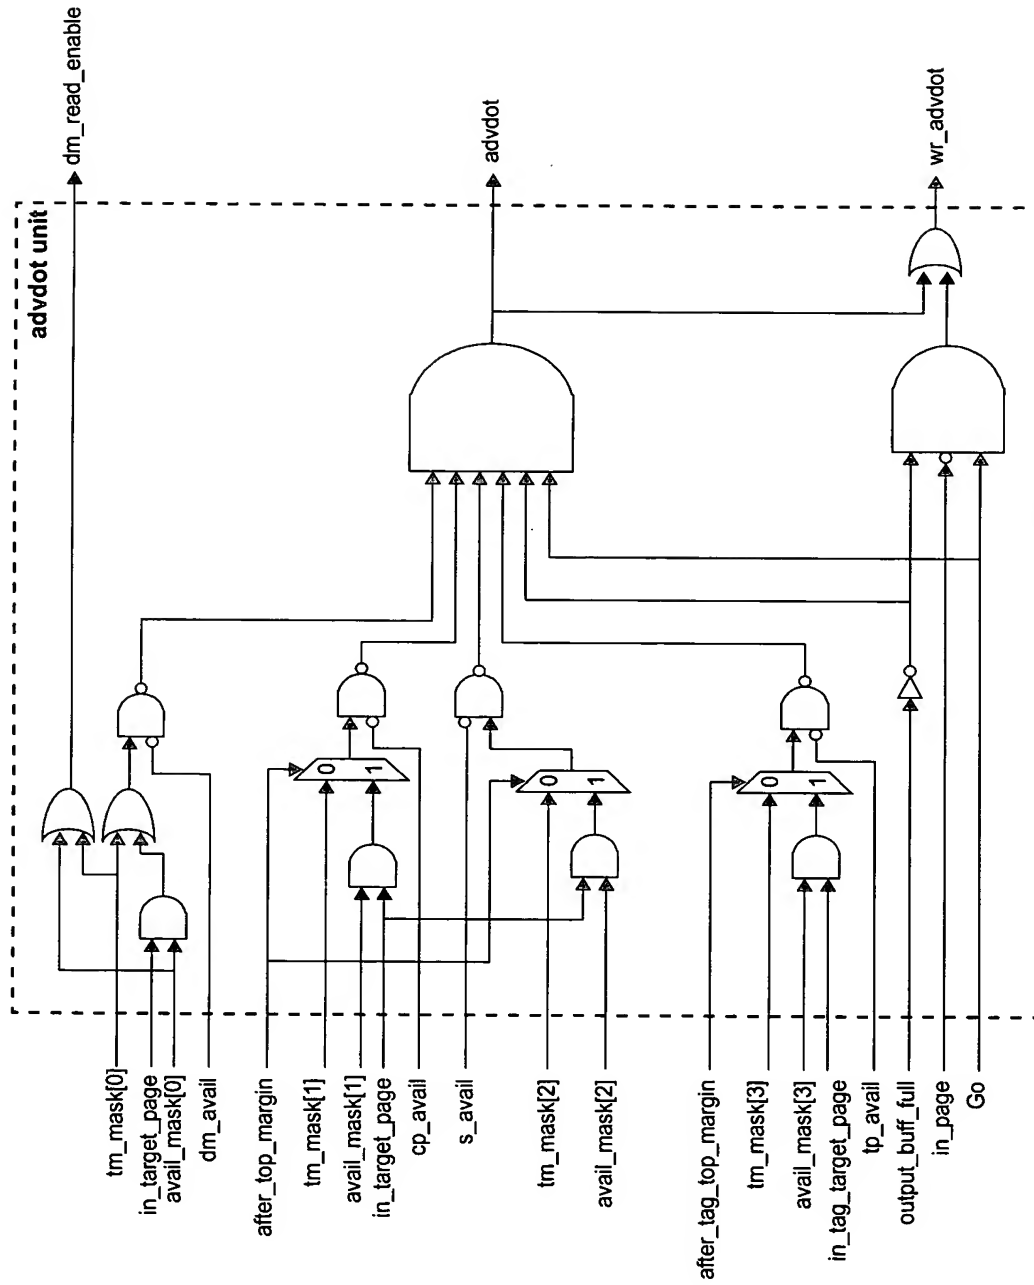 advdot unit
dm_read_enable
advdot
wr_advdot
tm_mask[0]
in_target_page
avail_mask[0]
dm_avail
after_top_margin
tm_mask[1]
avail_mask[1]
in_target_page
cp_avail
s_avail
tm_mask[2]
avail_mask[2]
after_tag_top_margin
tm_mask[3]
avail_mask[3]
in_tag_target_page
tp_avail
output_buff_full
in_page
Go
0
1
0
1
0
1